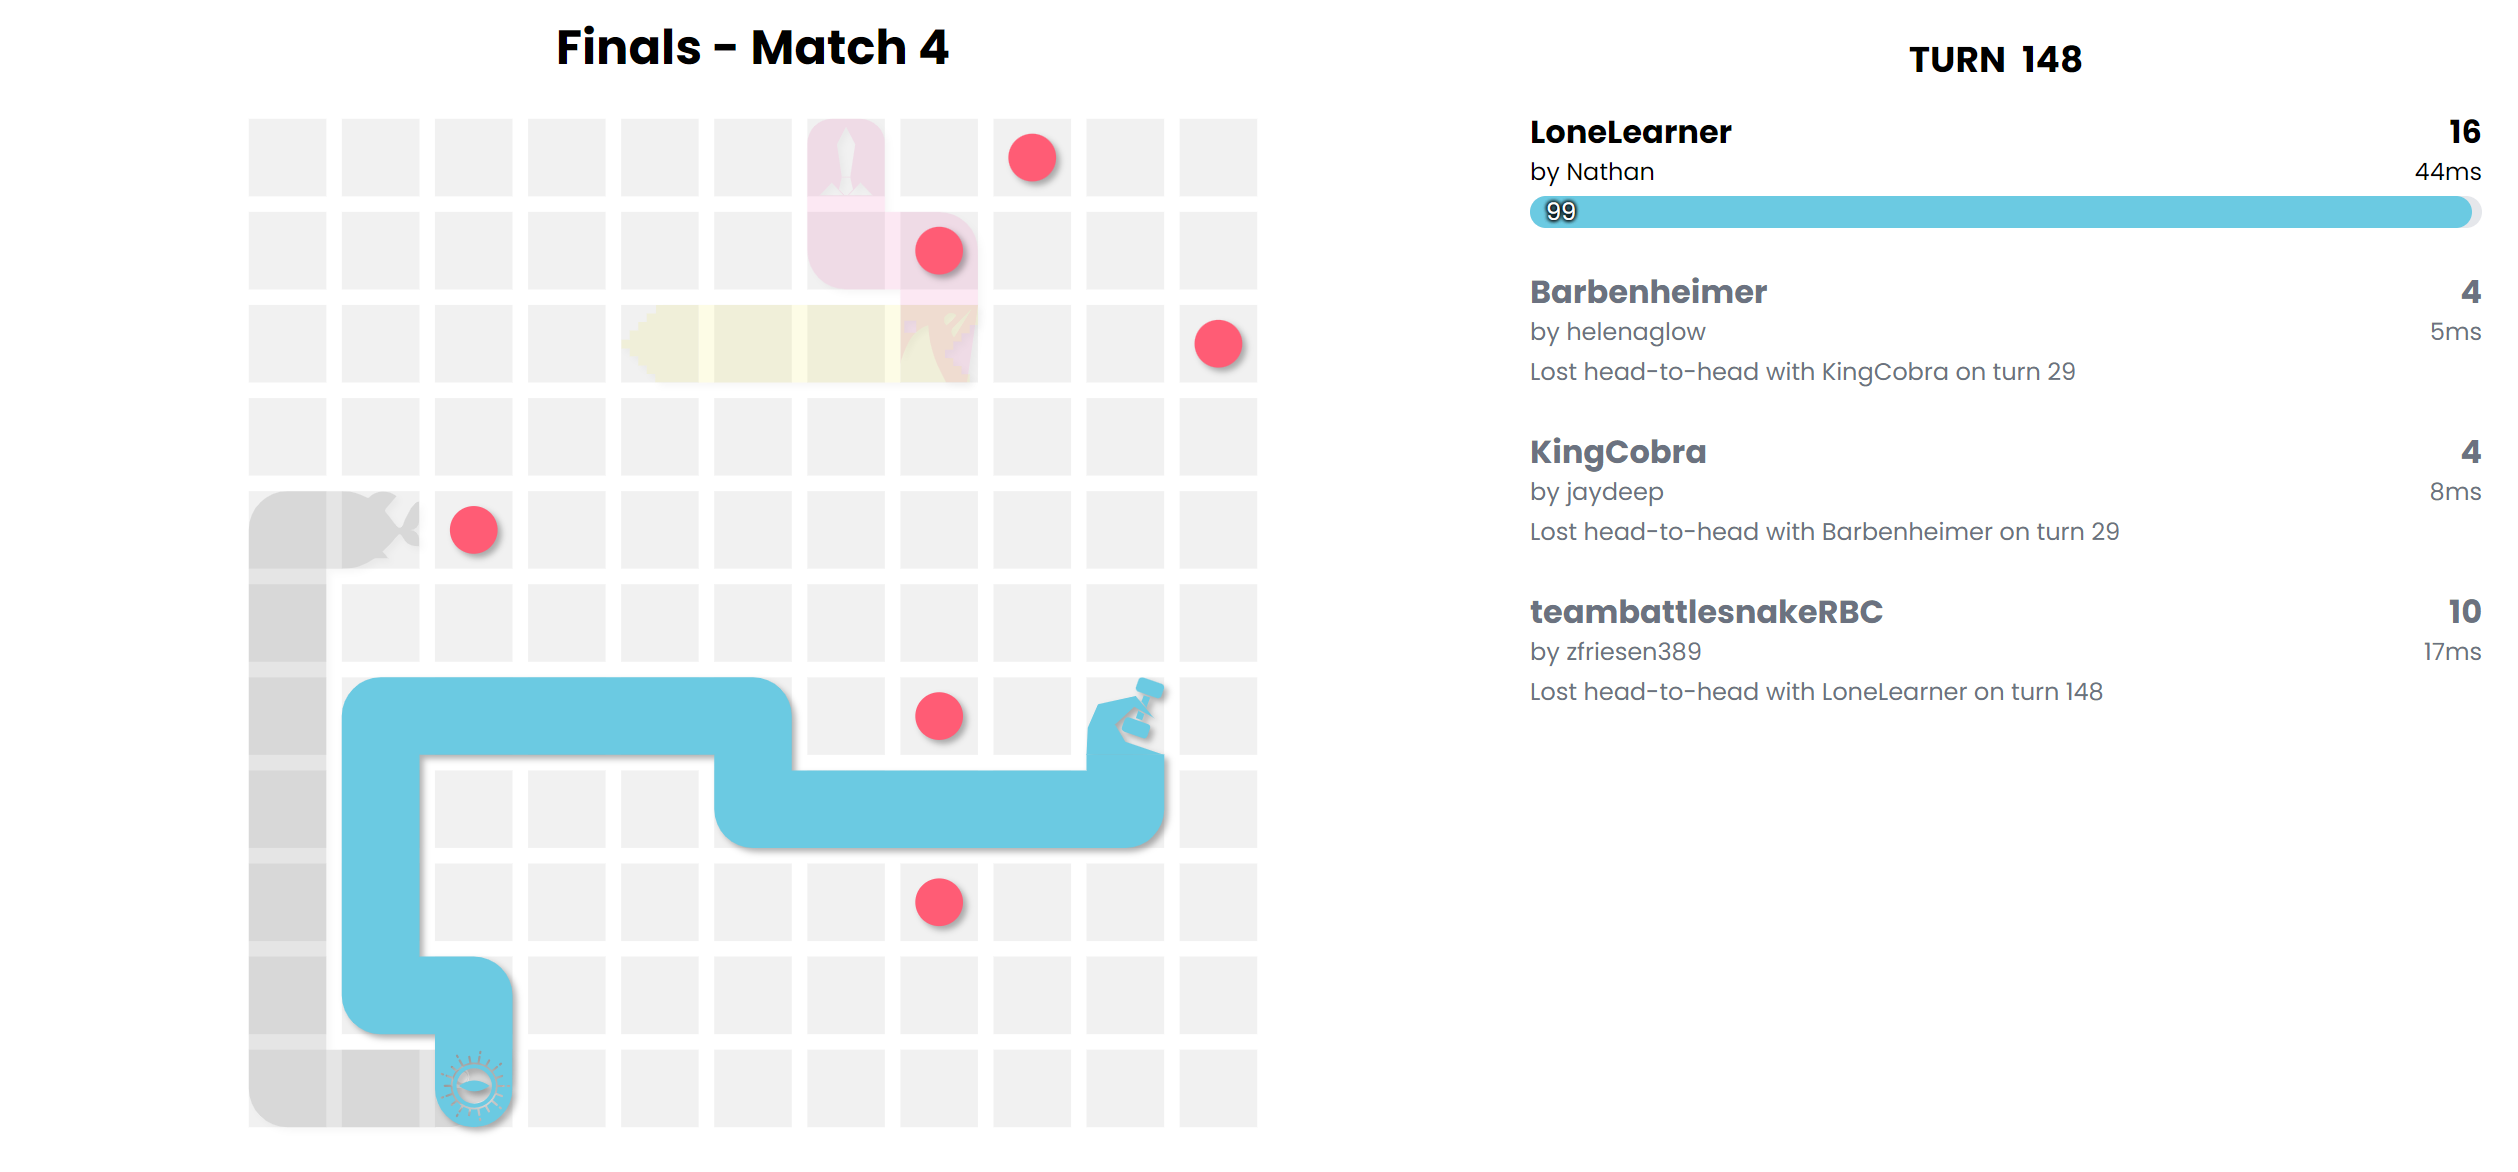 Finals - Match 4
TURN 148
LoneLearner 16
by Nathan 44ms
99
Barbenheimer 4
by helenaglow 5ms
Lost head-to-head with KingCobra on turn 29
KingCobra 4
by jaydeep 8ms
Lost head-to-head with Barbenheimer on turn 29
teambattlesnakeRBC 10
by zfriesen389 17ms
Lost head-to-head with LoneLearner on turn 148